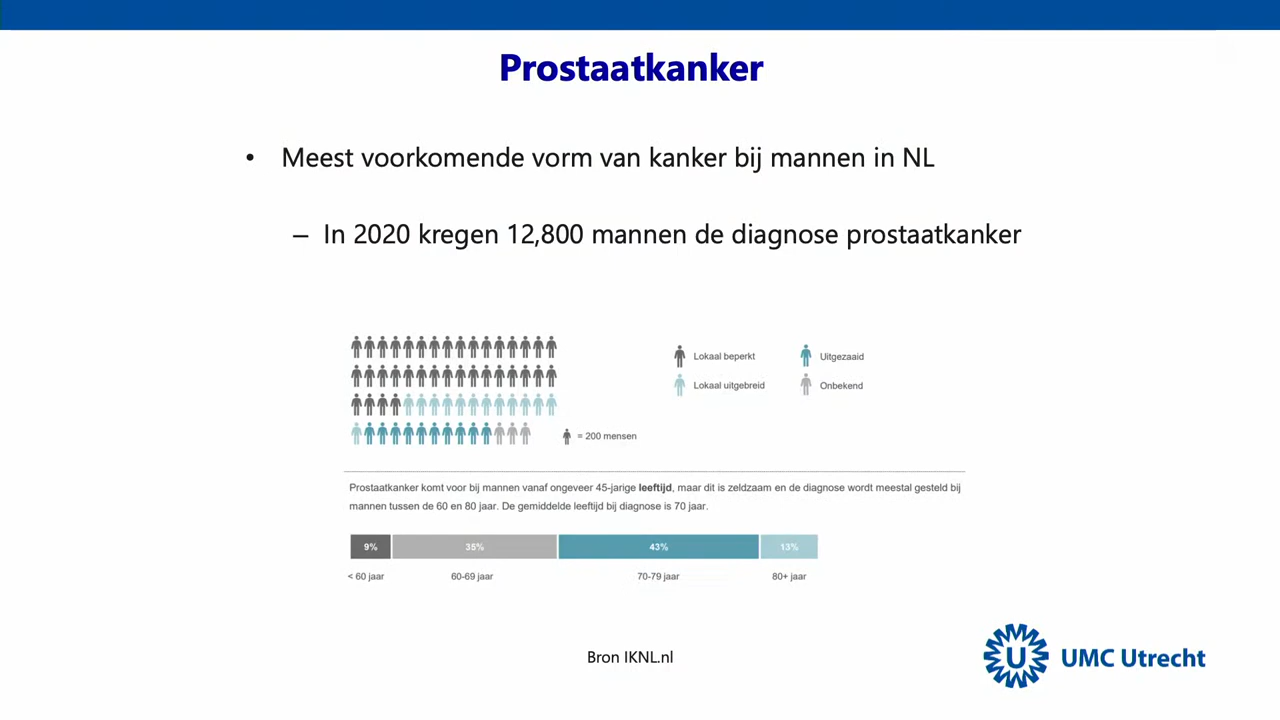 Prostaatkanker
• Meest voorkomende vorm van kanker bij mannen in NL
– In 2020 kregen 12,800 mannen de diagnose prostaatkanker
Lokaal beperkt
Uitgezaaid
Lokaal uitgebreid
Onbekend
= 200 mensen
Prostaatkanker komt voor bij mannen vanaf ongeveer 45-jarige leeftijd, maar dit is zeldzaam en de diagnose wordt meestal gesteld bij
mannen tussen de 60 en 80 jaar. De gemiddelde leeftijd bij diagnose is 70 jaar.
9% 35% 43% 13%
< 60 jaar 60-69 jaar 70-79 jaar 80+ jaar
Bron IKNL.nl
U UMC Utrecht